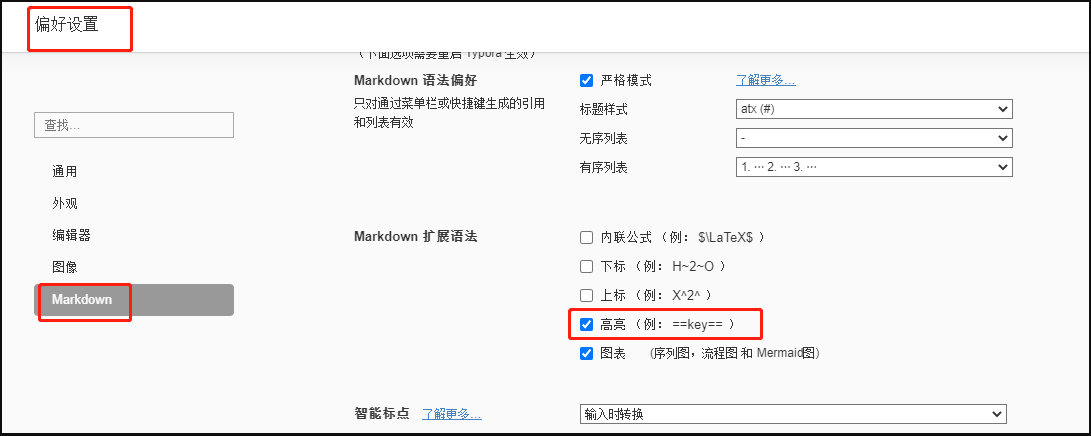 偏好设置
（下面选项需要重启 Typora 生效）
Markdown 语法偏好
只对通过菜单栏或快捷键生成的引用
和列表有效
严格模式
了解更多...
标题样式
atx (#)
无序列表
-
有序列表
1. ··· 2. ··· 3. ···
查找...
通用
外观
编辑器
图像
Markdown
Markdown 扩展语法
内联公式 （例： $\LaTeX$ ）
下标 （例： H~2~O ）
上标 （例： X^2^ ）
高亮 （例： ==key== ）
图表 (序列图，流程图 和 Mermaid图)
智能标点 了解更多...
输入时转换